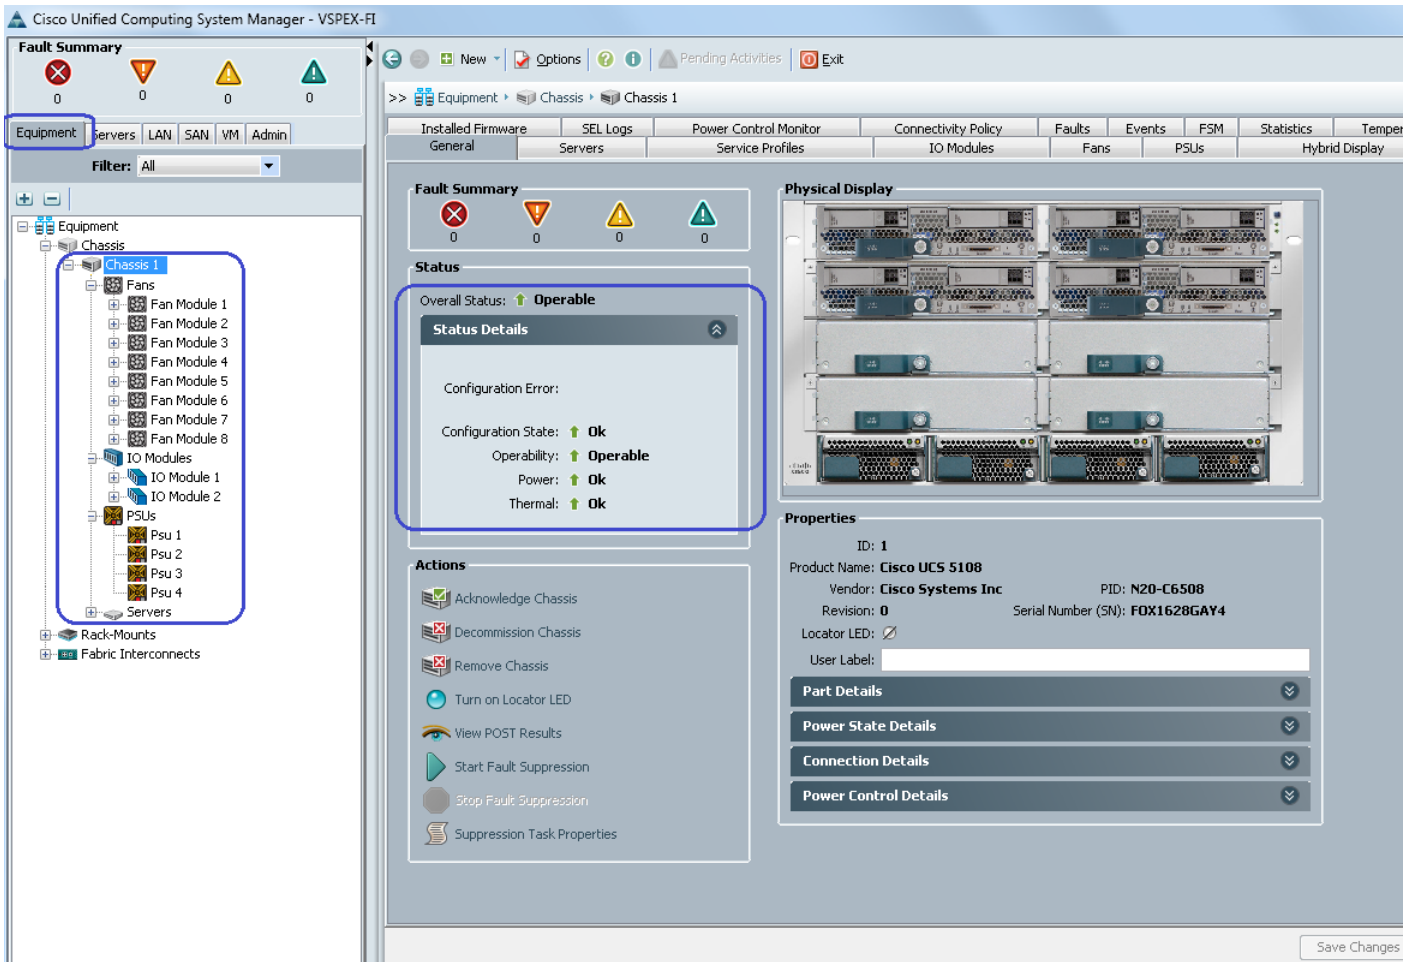 Cisco Unified Computing System Manager - VSPEX-FI
Fault Summary
0 0 0 0
New Options Pending Activities Exit
>> Equipment Chassis Chassis 1
Equipment Servers LAN SAN VM Admin
Filter: All
Equipment
Chassis
Chassis 1
Fans
Fan Module 1
Fan Module 2
Fan Module 3
Fan Module 4
Fan Module 5
Fan Module 6
Fan Module 7
Fan Module 8
IO Modules
IO Module 1
IO Module 2
PSUs
Psu 1
Psu 2
Psu 3
Psu 4
Servers
Rack-Mounts
Fabric Interconnects
Installed Firmware SEL Logs Power Control Monitor Connectivity Policy Faults Events FSM Statistics Temper
General Servers Service Profiles IO Modules Fans PSUs Hybrid Display
Fault Summary
0 0 0 0
Status
Overall Status: Operable
Status Details
Configuration Error:
Configuration State: Ok
Operability: Operable
Power: Ok
Thermal: Ok
Actions
Acknowledge Chassis
Decommission Chassis
Remove Chassis
Turn on Locator LED
View POST Results
Start Fault Suppression
Stop Fault Suppression
Suppression Task Properties
Physical Display
Properties
ID: 1
Product Name: Cisco UCS 5108
Vendor: Cisco Systems Inc PID: N20-C6508
Revision: 0 Serial Number (SN): FOX1628GAY4
Locator LED:
User Label:
Part Details
Power State Details
Connection Details
Power Control Details
Save Changes